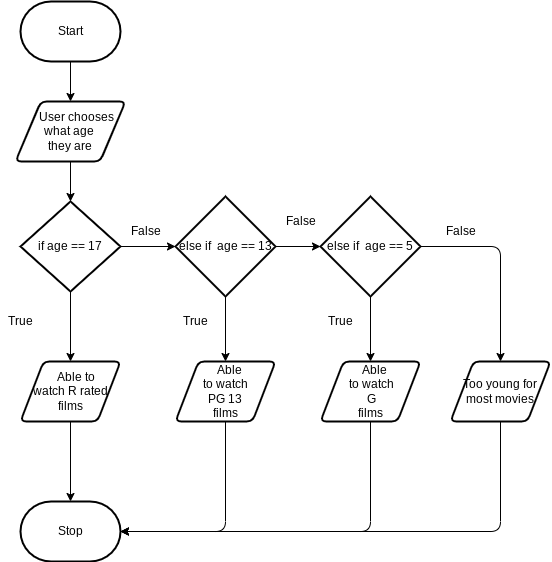 Start
User chooses
what age
they are
if age == 17
False
else if  age == 13
False
else if  age == 5
False
True
True
True
Able to
watch R rated
films
Able
to watch
PG 13
films
Able
to watch
G
films
Too young for
most movies
Stop